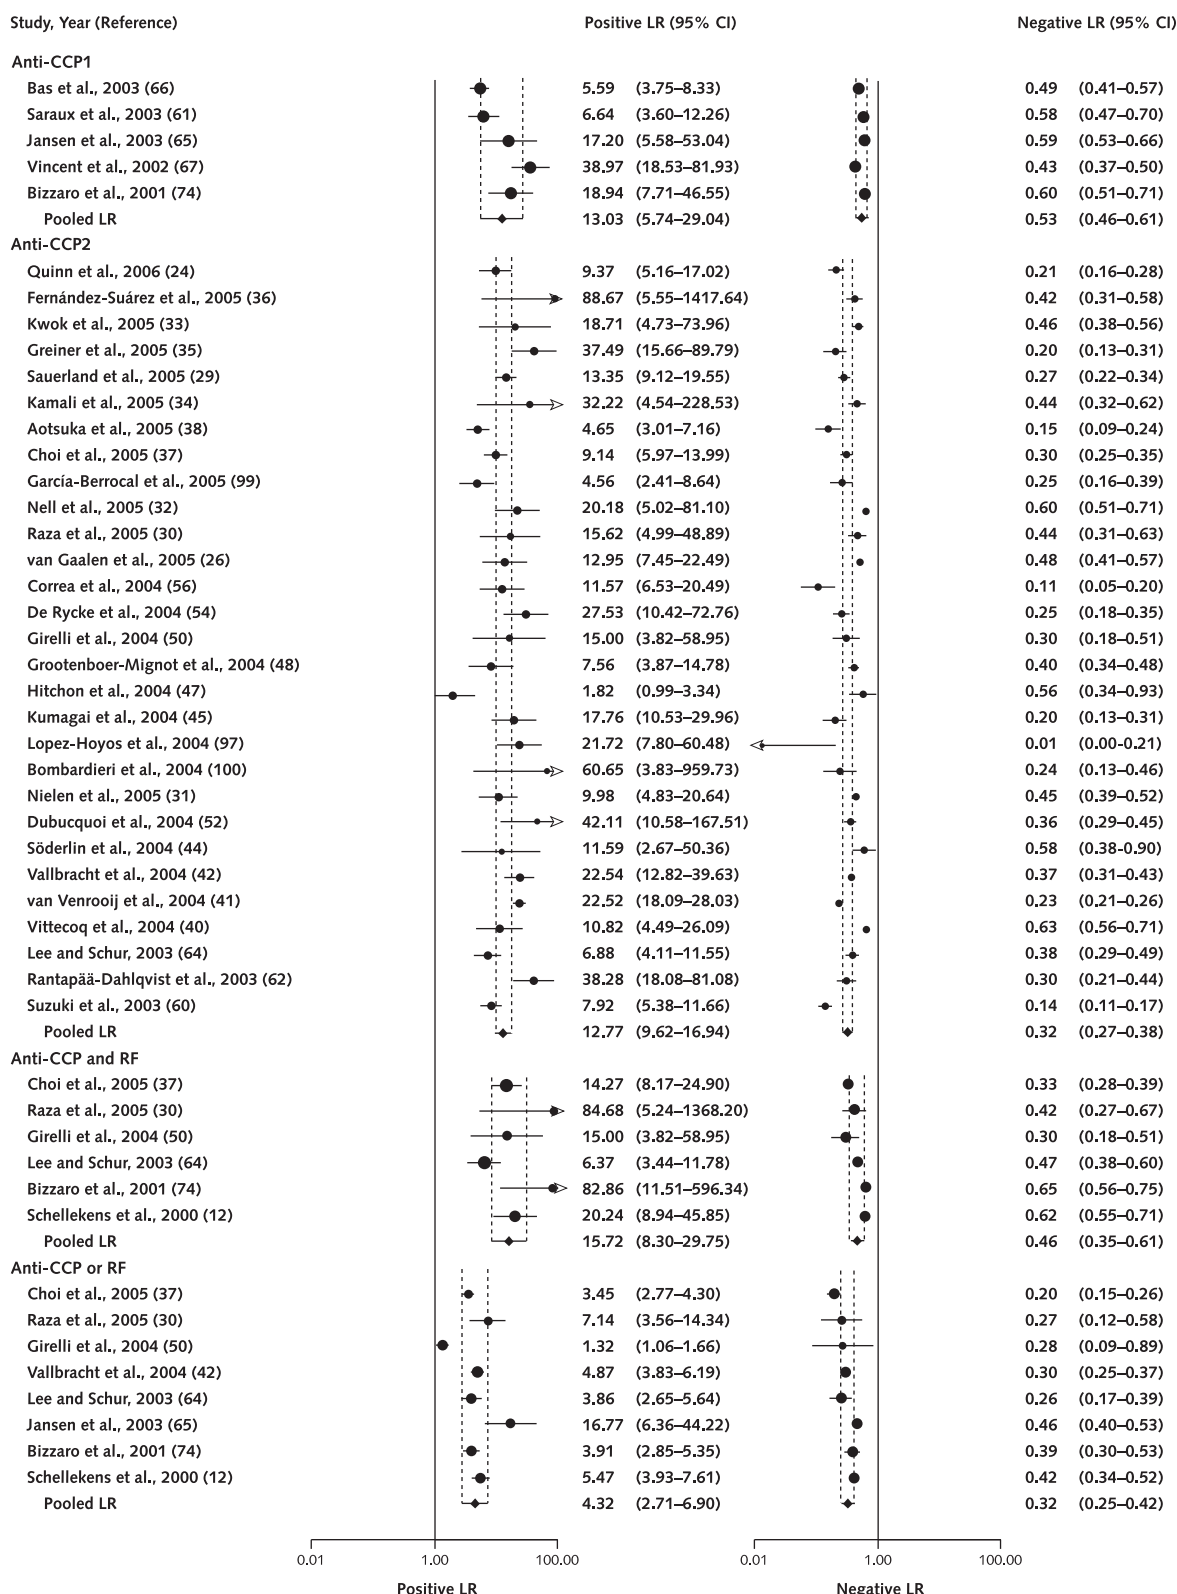 Study, Year (Reference) Positive LR (95% CI) Negative LR (95% CI)
Anti-CCP1
Bas et al., 2003 (66) 5.59 (3.75–8.33) 0.49 (0.41–0.57)
Saraux et al., 2003 (61) 6.64 (3.60–12.26) 0.58 (0.47–0.70)
Jansen et al., 2003 (65) 17.20 (5.58–53.04) 0.59 (0.53–0.66)
Vincent et al., 2002 (67) 38.97 (18.53–81.93) 0.43 (0.37–0.50)
Bizzaro et al., 2001 (74) 18.94 (7.71–46.55) 0.60 (0.51–0.71)
Pooled LR 13.03 (5.74–29.04) 0.53 (0.46–0.61)
Anti-CCP2
Quinn et al., 2006 (24) 9.37 (5.16–17.02) 0.21 (0.16–0.28)
Fernández-Suárez et al., 2005 (36) 88.67 (5.55–1417.64) 0.42 (0.31–0.58)
Kwok et al., 2005 (33) 18.71 (4.73–73.96) 0.46 (0.38–0.56)
Greiner et al., 2005 (35) 37.49 (15.66–89.79) 0.20 (0.13–0.31)
Sauerland et al., 2005 (29) 13.35 (9.12–19.55) 0.27 (0.22–0.34)
Kamali et al., 2005 (34) 32.22 (4.54–228.53) 0.44 (0.32–0.62)
Aotsuka et al., 2005 (38) 4.65 (3.01–7.16) 0.15 (0.09–0.24)
Choi et al., 2005 (37) 9.14 (5.97–13.99) 0.30 (0.25–0.35)
García-Berrocal et al., 2005 (99) 4.56 (2.41–8.64) 0.25 (0.16–0.39)
Nell et al., 2005 (32) 20.18 (5.02–81.10) 0.60 (0.51–0.71)
Raza et al., 2005 (30) 15.62 (4.99–48.89) 0.44 (0.31–0.63)
van Gaalen et al., 2005 (26) 12.95 (7.45–22.49) 0.48 (0.41–0.57)
Correa et al., 2004 (56) 11.57 (6.53–20.49) 0.11 (0.05–0.20)
De Rycke et al., 2004 (54) 27.53 (10.42–72.76) 0.25 (0.18–0.35)
Girelli et al., 2004 (50) 15.00 (3.82–58.95) 0.30 (0.18–0.51)
Grootenboer-Mignot et al., 2004 (48) 7.56 (3.87–14.78) 0.40 (0.34–0.48)
Hitchon et al., 2004 (47) 1.82 (0.99–3.34) 0.56 (0.34–0.93)
Kumagai et al., 2004 (45) 17.76 (10.53–29.96) 0.20 (0.13–0.31)
Lopez-Hoyos et al., 2004 (97) 21.72 (7.80–60.48) 0.01 (0.00-0.21)
Bombardieri et al., 2004 (100) 60.65 (3.83–959.73) 0.24 (0.13–0.46)
Nielen et al., 2005 (31) 9.98 (4.83–20.64) 0.45 (0.39–0.52)
Dubucquoi et al., 2004 (52) 42.11 (10.58–167.51) 0.36 (0.29–0.45)
Söderlin et al., 2004 (44) 11.59 (2.67–50.36) 0.58 (0.38-0.90)
Vallbracht et al., 2004 (42) 22.54 (12.82–39.63) 0.37 (0.31–0.43)
van Venrooij et al., 2004 (41) 22.52 (18.09–28.03) 0.23 (0.21–0.26)
Vittecoq et al., 2004 (40) 10.82 (4.49–26.09) 0.63 (0.56–0.71)
Lee and Schur, 2003 (64) 6.88 (4.11–11.55) 0.38 (0.29–0.49)
Rantapää-Dahlqvist et al., 2003 (62) 38.28 (18.08–81.08) 0.30 (0.21–0.44)
Suzuki et al., 2003 (60) 7.92 (5.38–11.66) 0.14 (0.11–0.17)
Pooled LR 12.77 (9.62–16.94) 0.32 (0.27–0.38)
Anti-CCP and RF
Choi et al., 2005 (37) 14.27 (8.17–24.90) 0.33 (0.28–0.39)
Raza et al., 2005 (30) 84.68 (5.24–1368.20) 0.42 (0.27–0.67)
Girelli et al., 2004 (50) 15.00 (3.82–58.95) 0.30 (0.18–0.51)
Lee and Schur, 2003 (64) 6.37 (3.44–11.78) 0.47 (0.38–0.60)
Bizzaro et al., 2001 (74) 82.86 (11.51–596.34) 0.65 (0.56–0.75)
Schellekens et al., 2000 (12) 20.24 (8.94–45.85) 0.62 (0.55–0.71)
Pooled LR 15.72 (8.30–29.75) 0.46 (0.35–0.61)
Anti-CCP or RF
Choi et al., 2005 (37) 3.45 (2.77–4.30) 0.20 (0.15–0.26)
Raza et al., 2005 (30) 7.14 (3.56–14.34) 0.27 (0.12–0.58)
Girelli et al., 2004 (50) 1.32 (1.06–1.66) 0.28 (0.09–0.89)
Vallbracht et al., 2004 (42) 4.87 (3.83–6.19) 0.30 (0.25–0.37)
Lee and Schur, 2003 (64) 3.86 (2.65–5.64) 0.26 (0.17–0.39)
Jansen et al., 2003 (65) 16.77 (6.36–44.22) 0.46 (0.40–0.53)
Bizzaro et al., 2001 (74) 3.91 (2.85–5.35) 0.39 (0.30–0.53)
Schellekens et al., 2000 (12) 5.47 (3.93–7.61) 0.42 (0.34–0.52)
Pooled LR 4.32 (2.71–6.90) 0.32 (0.25–0.42)
0.01 1.00 100.00 0.01 1.00 100.00
Positive LR Negative LR